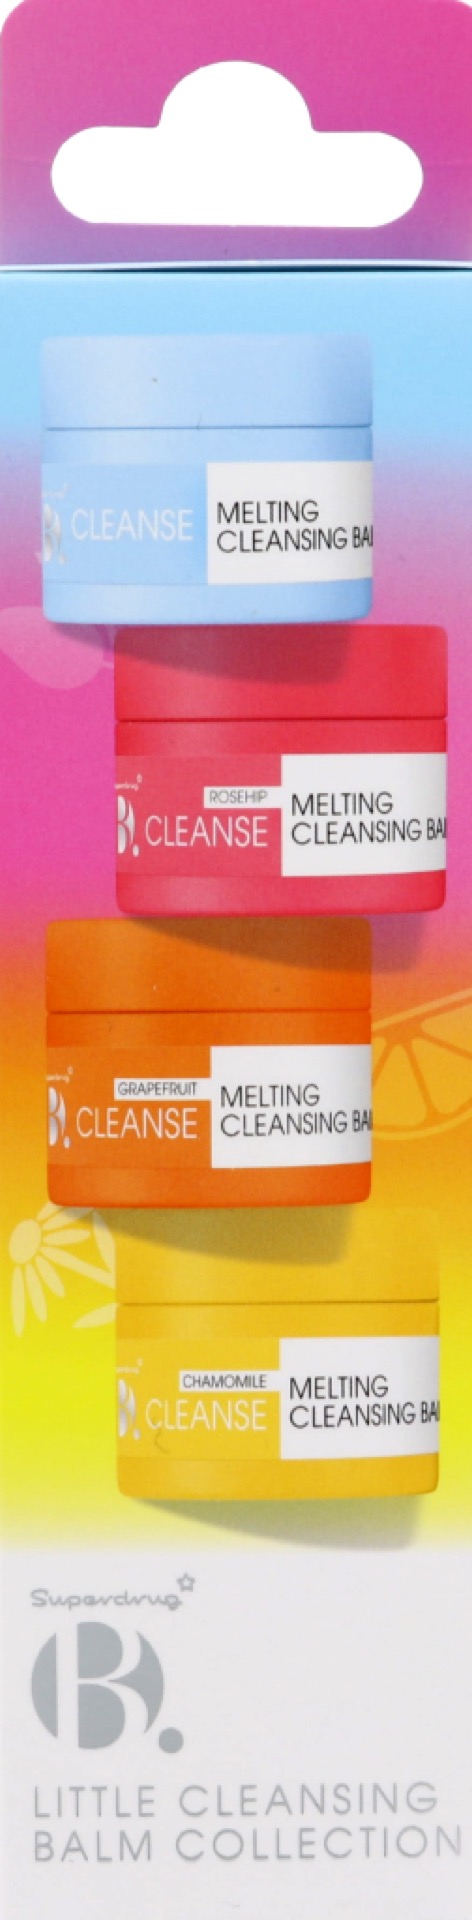 CLEANSE
MELTING
CLEANSING BA
ROSEHIP
B. CLEANSE
MELTING
CLEANSING BA
GRAPEFRUIT
B. CLEANSE
MELTING
CLEANSING BA
CHAMOMILE
B. CLEANSE
MELTING
CLEANSING BA
Superdrug
B.
LITTLE CLEANSING
BALM COLLECTION